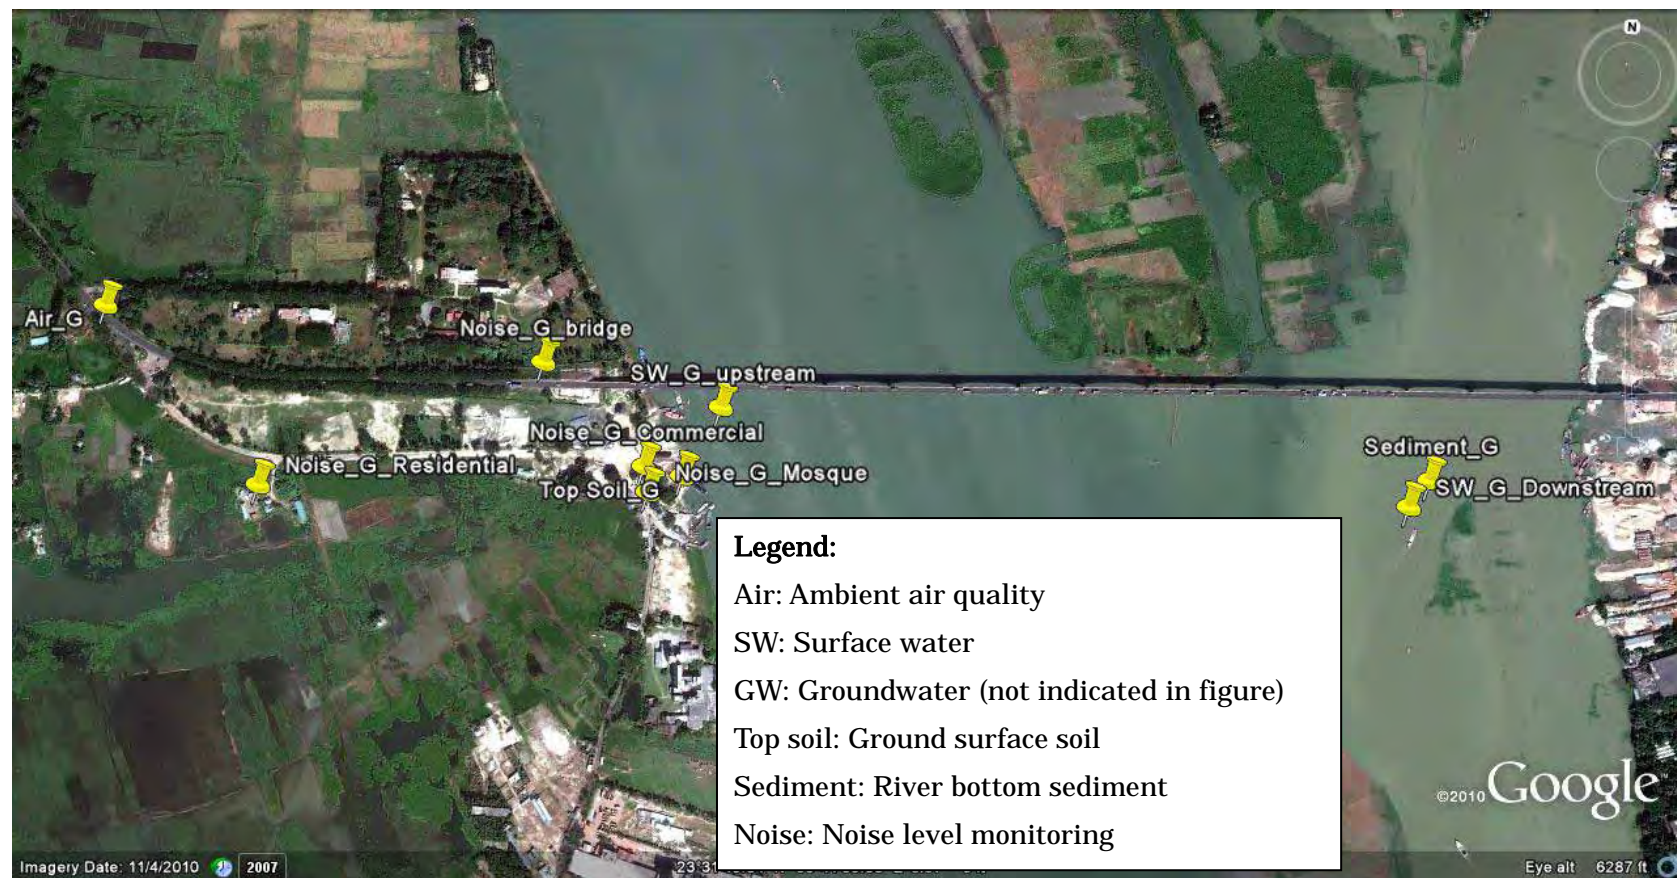 N
Air_G
Noise_G_bridge
SW_G_upstream
Noise_G_Commercial
Noise_G_Residential
Noise_G_Mosque
Top Soil_G
Sediment_G
SW_G_Downstream
Legend:
Air: Ambient air quality
SW: Surface water
GW: Groundwater (not indicated in figure)
Top soil: Ground surface soil
Sediment: River bottom sediment
Noise: Noise level monitoring
©2010 Google
Imagery Date: 11/4/2010 2007
Eye alt 6287 ft